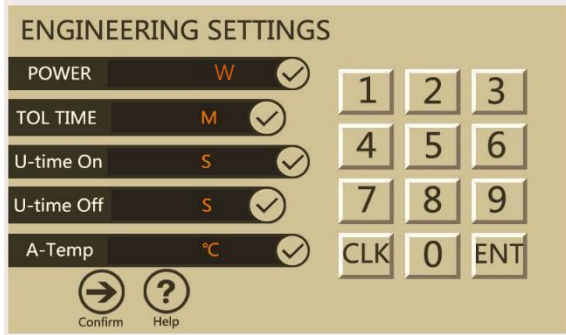 ENGINEERING SETTINGS
POWER W
TOL TIME M
U-time On S
U-time Off S
A-Temp ℃
Confirm Help
1 2 3
4 5 6
7 8 9
CLK 0 ENT